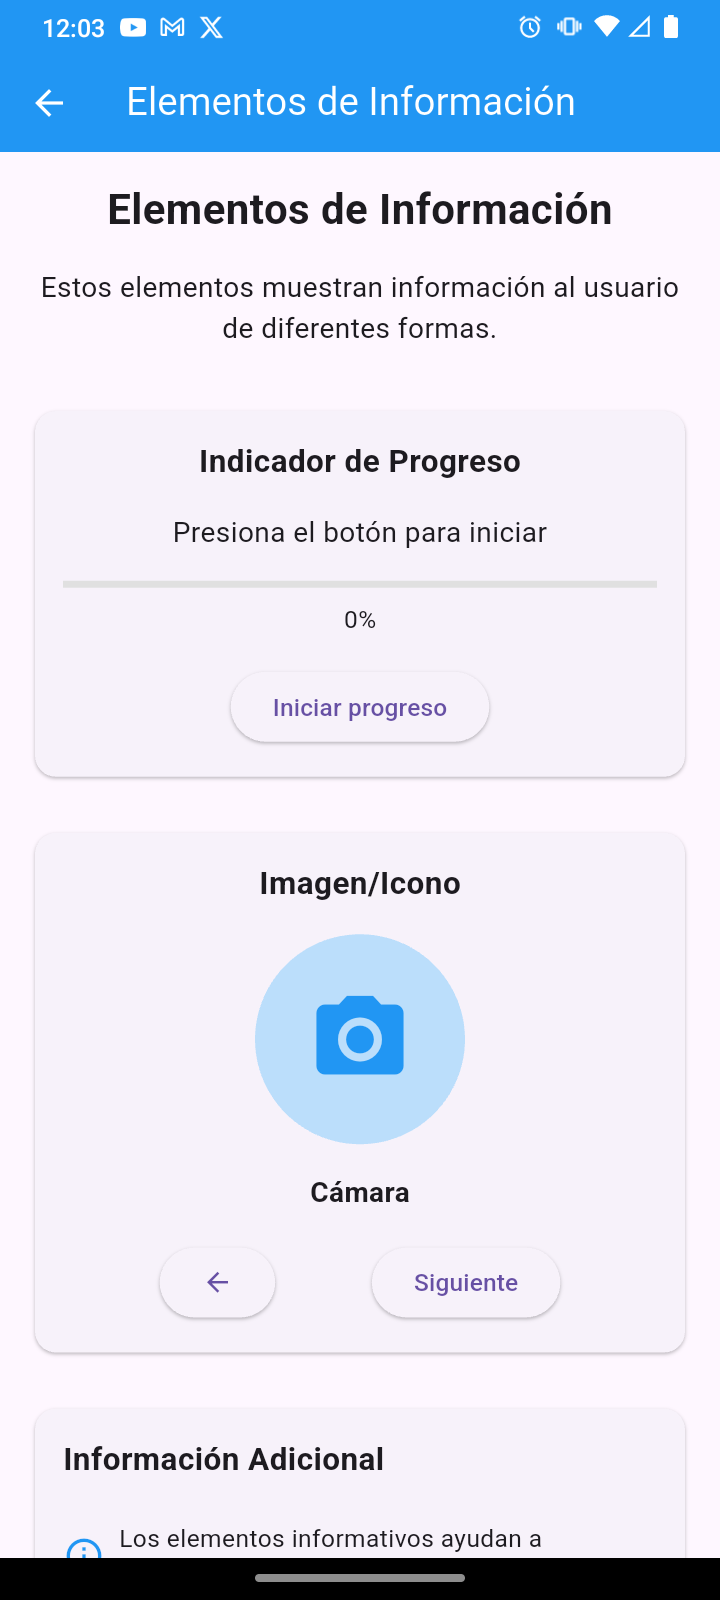 12:03
Elementos de Información
Elementos de Información
Estos elementos muestran información al usuario
de diferentes formas.
Indicador de Progreso
Presiona el botón para iniciar
0%
Iniciar progreso
Imagen/Icono
Cámara
Siguiente
Información Adicional
Los elementos informativos ayudan a